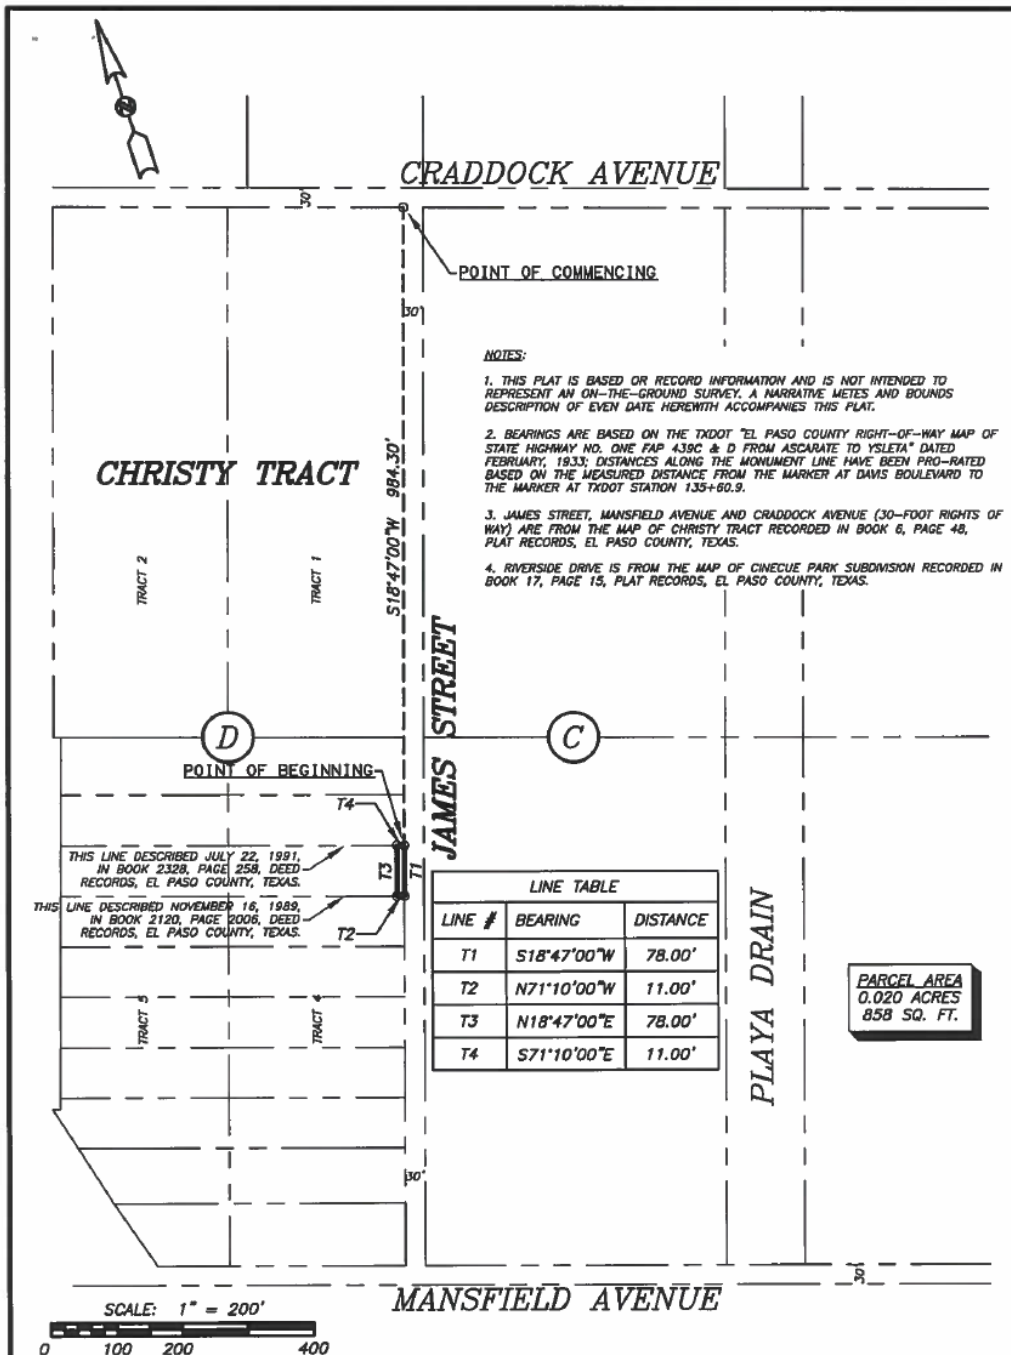 CRADDOCK AVENUE
30'
POINT OF COMMENCING
30'
NOTES:
1. THIS PLAT IS BASED OR RECORD INFORMATION AND IS NOT INTENDED TO
REPRESENT AN ON-THE-GROUND SURVEY. A NARRATIVE METES AND BOUNDS
DESCRIPTION OF EVEN DATE HEREWITH ACCOMPANIES THIS PLAT.
2. BEARINGS ARE BASED ON THE TXDOT "EL PASO COUNTY RIGHT-OF-WAY MAP OF
STATE HIGHWAY NO. ONE FAP 439C & D FROM ASCARATE TO YSLETA" DATED
FEBRUARY, 1933; DISTANCES ALONG THE MONUMENT LINE HAVE BEEN PRO-RATED
BASED ON THE MEASURED DISTANCE FROM THE MARKER AT DAVIS BOULEVARD TO
THE MARKER AT TXDOT STATION 135+60.9.
3. JAMES STREET, MANSFIELD AVENUE AND CRADDOCK AVENUE (30-FOOT RIGHTS OF
WAY) ARE FROM THE MAP OF CHRISTY TRACT RECORDED IN BOOK 6, PAGE 48,
PLAT RECORDS, EL PASO COUNTY, TEXAS.
4. RIVERSIDE DRIVE IS FROM THE MAP OF CINECUE PARK SUBDIVISION RECORDED IN
BOOK 17, PAGE 15, PLAT RECORDS, EL PASO COUNTY, TEXAS.
CHRISTY TRACT
S18°47'00"W 984.30'
TRACT 2
TRACT 1
JAMES STREET
D
C
POINT OF BEGINNING
T4
THIS LINE DESCRIBED JULY 22, 1991,
IN BOOK 2328, PAGE 258, DEED
RECORDS, EL PASO COUNTY, TEXAS.
T3
T1
THIS LINE DESCRIBED NOVEMBER 16, 1989,
IN BOOK 2120, PAGE 2006, DEED
RECORDS, EL PASO COUNTY, TEXAS.
T2
LINE TABLE
LINE # BEARING DISTANCE
T1 S18°47'00"W 78.00'
T2 N71°10'00"W 11.00'
T3 N18°47'00"E 78.00'
T4 S71°10'00"E 11.00'
PLAYA DRAIN
PARCEL AREA
0.020 ACRES
858 SQ. FT.
TRACT 5
TRACT 4
30'
30'
MANSFIELD AVENUE
SCALE: 1" = 200'
0 100 200 400